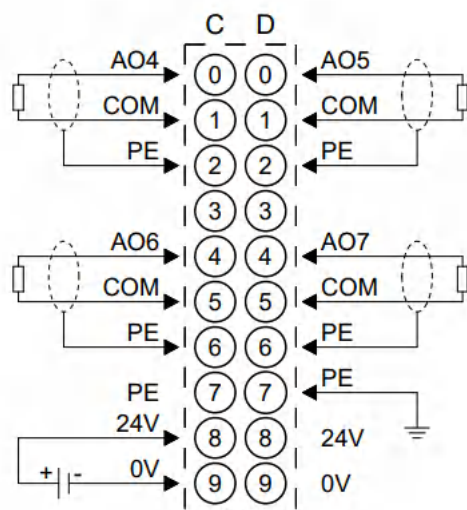 C D
AO4 0 0 AO5
COM 1 1 COM
PE 2 2 PE
3 3
AO6 4 4 AO7
COM 5 5 COM
PE 6 6 PE
PE 7 7 PE
24V 8 8 24V
+ - 0V 9 9 0V